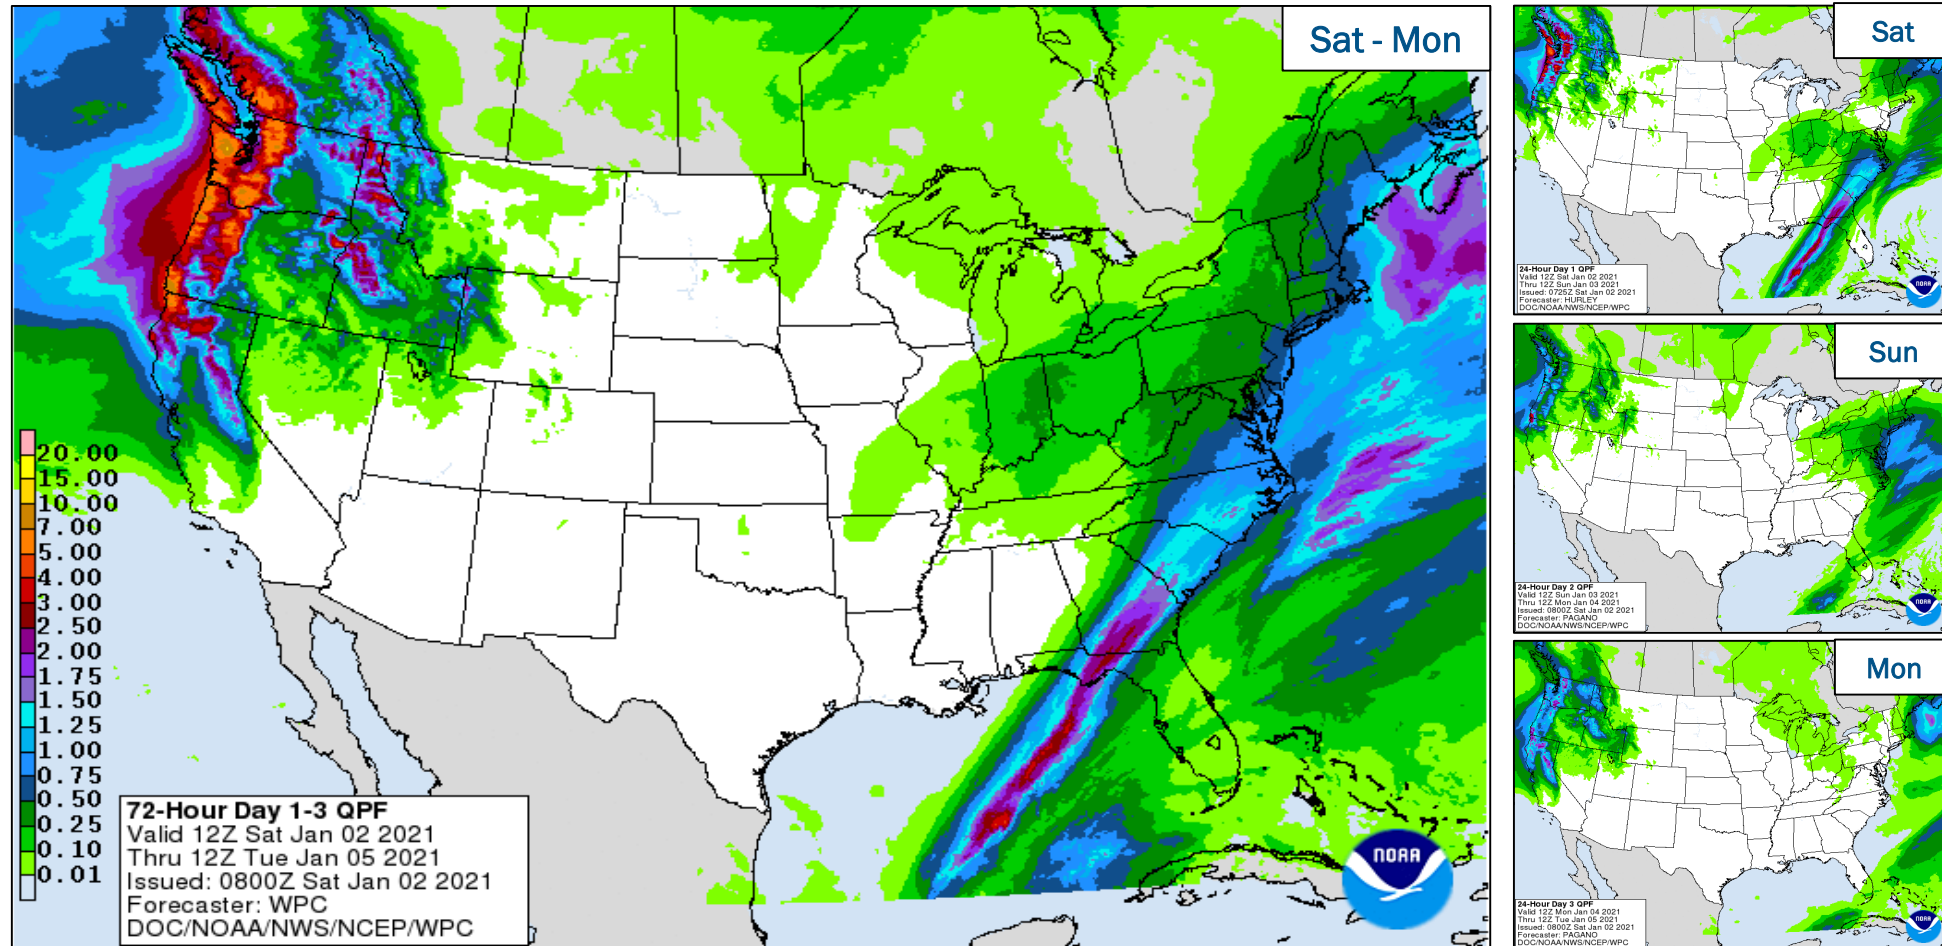 Sat - Mon
20.00
15.00
10.00
7.00
5.00
4.00
3.00
2.50
2.00
1.75
1.50
1.25
1.00
0.75
0.50
0.25
0.10
0.01
72-Hour Day 1-3 QPF
Valid 12Z Sat Jan 02 2021
Thru 12Z Tue Jan 05 2021
Issued: 0800Z Sat Jan 02 2021
Forecaster: WPC
DOC/NOAA/NWS/NCEP/WPC
NOAA
Sat
24-Hour Day 1 QPF
Valid 12Z Sat Jan 02 2021
Thru 12Z Sun Jan 03 2021
Issued: 0725Z Sat Jan 02 2021
Forecaster: HURLEY
DOC/NOAA/NWS/NCEP/WPC
NOAA
Sun
24-Hour Day 2 QPF
Valid 12Z Sun Jan 03 2021
Thru 12Z Mon Jan 04 2021
Issued: 0800Z Sat Jan 02 2021
Forecaster: PAGANO
DOC/NOAA/NWS/NCEP/WPC
NOAA
Mon
24-Hour Day 3 QPF
Valid 12Z Mon Jan 04 2021
Thru 12Z Tue Jan 05 2021
Issued: 0800Z Sat Jan 02 2021
Forecaster: PAGANO
DOC/NOAA/NWS/NCEP/WPC
NOAA